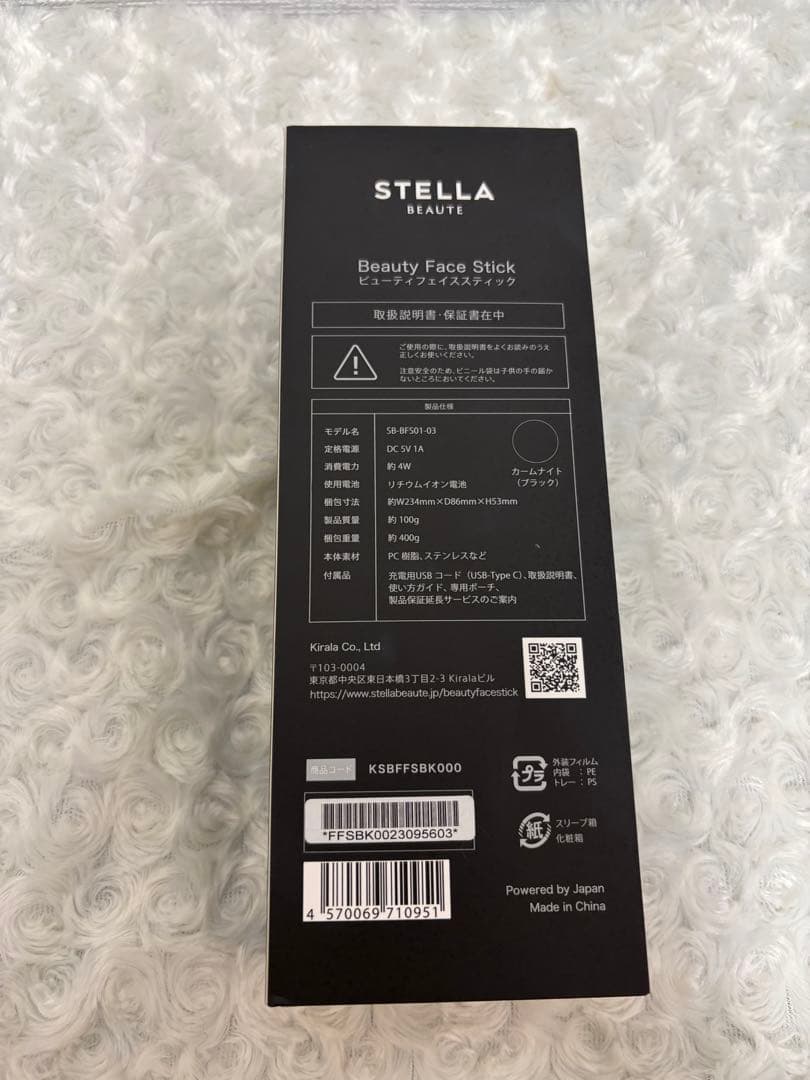 STELLA
BEAUTE
Beauty Face Stick
ビューティフェイススティック
取扱説明書・保証書在中
ご使用の際に、取扱説明書をよくお読みのうえ
正しくお使いください。
注意安全のため、ビニール袋は子供の手の届か
ないところにおいてください。
製品仕様
モデル名 SB-BFS01-03
定格電源 DC 5V 1A
消費電力 約 4W
使用電池 リチウムイオン電池
梱包寸法 約W234mm×D86mm×H53mm
製品質量 約 100g
梱包重量 約 400g
本体素材 PC 樹脂、ステンレスなど
付属品 充電用USB コード（USB-Type C）、取扱説明書、
使い方ガイド、専用ポーチ、
製品保証延長サービスのご案内
カームナイト
（ブラック）
Kirala Co., Ltd
〒103-0004
東京都中央区東日本橋3丁目2-3 Kiralaビル
https://www.stellabeaute.jp/beautyfacestick
商品コード KSBFFSBK000
*FFSBK0023095603*
4 570069 710951
プラ
外装フィルム
内袋 ：PE
トレー：PS
紙
スリーブ箱
化粧箱
Powered by Japan
Made in China